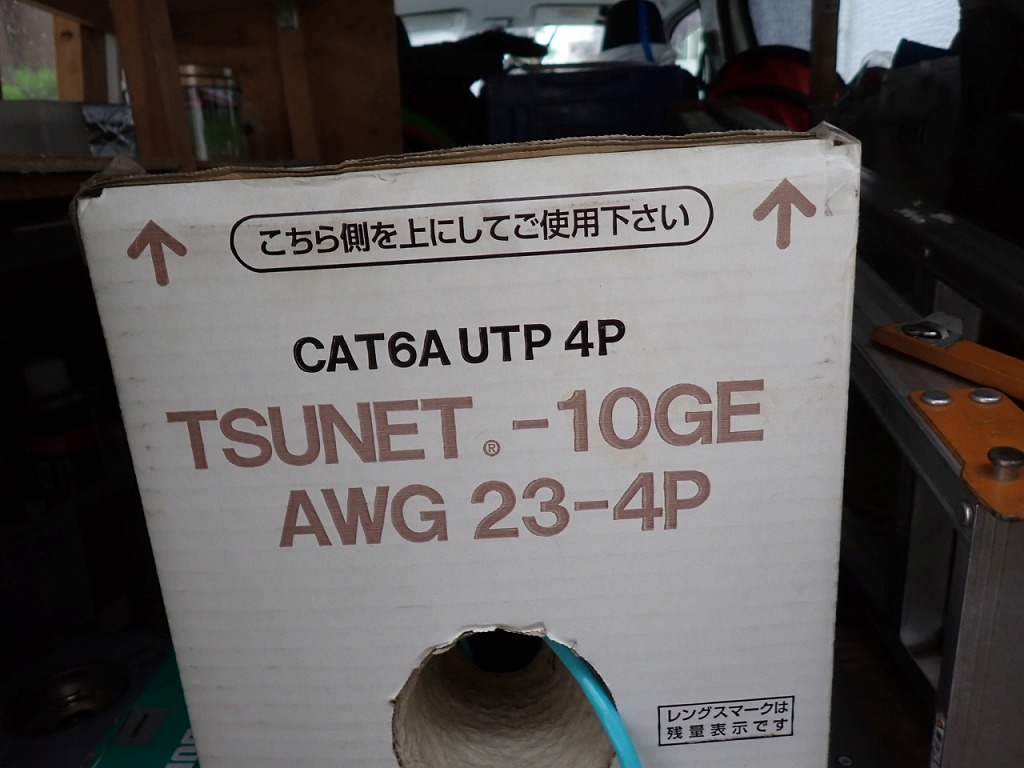 こちら側を上にしてご使用下さい
CAT6A UTP 4P
TSUNET®-10GE
AWG 23-4P
レングスマークは
残量表示です